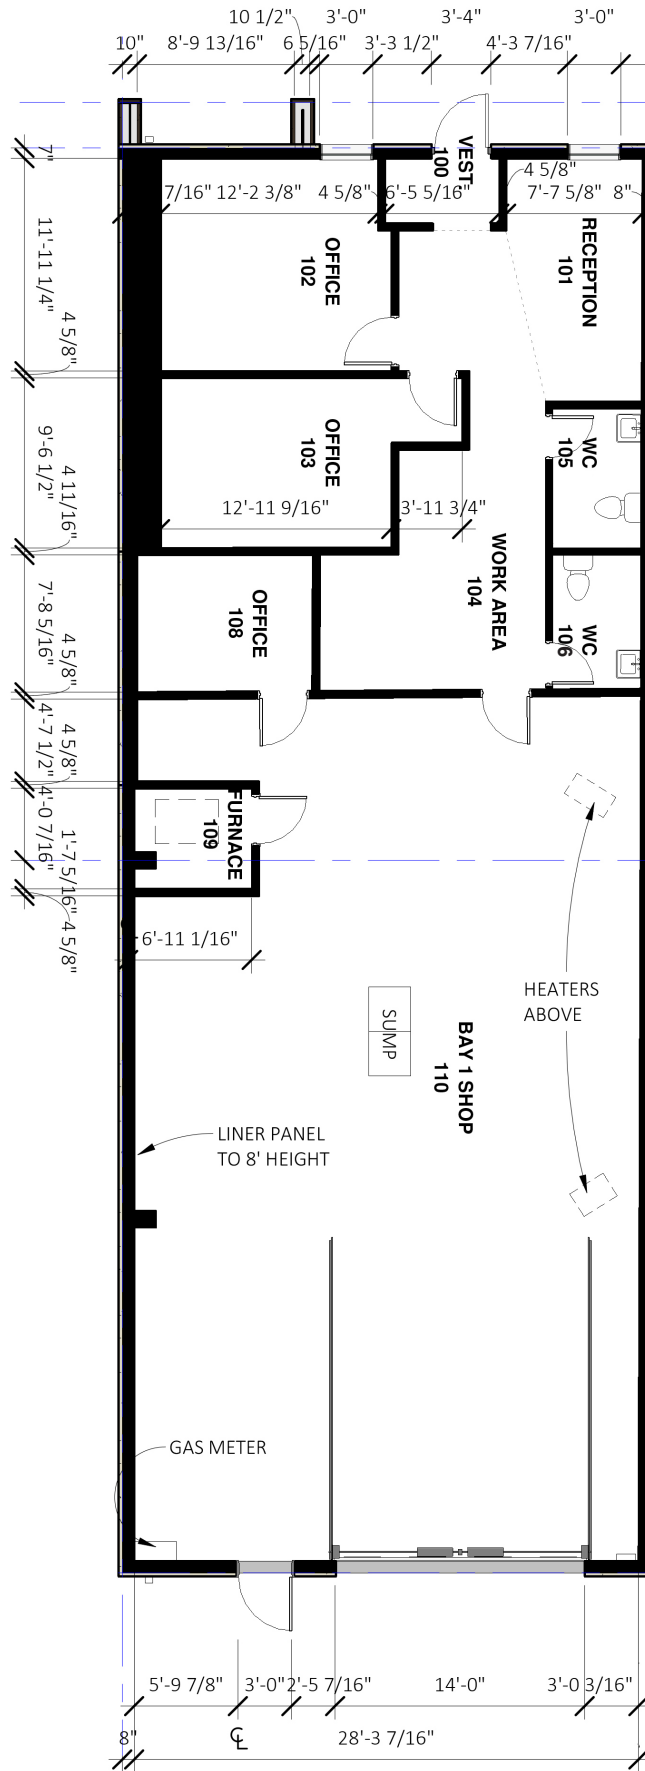 10 1/2"
3'-0"
3'-4"
3'-0"
10"
8'-9 13/16"
6 5/16"
3'-3 1/2"
4'-3 7/16"
7"
VEST
100
4 5/8"
7/16"
12'-2 3/8"
4 5/8"
6'-5 5/16"
7'-7 5/8"
8"
11'-11 1/4"
OFFICE
102
RECEPTION
101
4 5/8"
9'-6 1/2"
OFFICE
103
WC
105
4 11/16"
12'-11 9/16"
3'-11 3/4"
WORK AREA
104
7'-8 5/16"
OFFICE
108
WC
106
4 5/8"
4'-7 1/2"
4 5/8"
4'-0 7/16"
FURNACE
109
1'-7 5/16"
4 5/8"
6'-11 1/16"
HEATERS
ABOVE
SUMP
BAY 1 SHOP
110
LINER PANEL
TO 8' HEIGHT
GAS METER
5'-9 7/8"
3'-0"
2'-5 7/16"
14'-0"
3'-0 3/16"
8"
CL
28'-3 7/16"